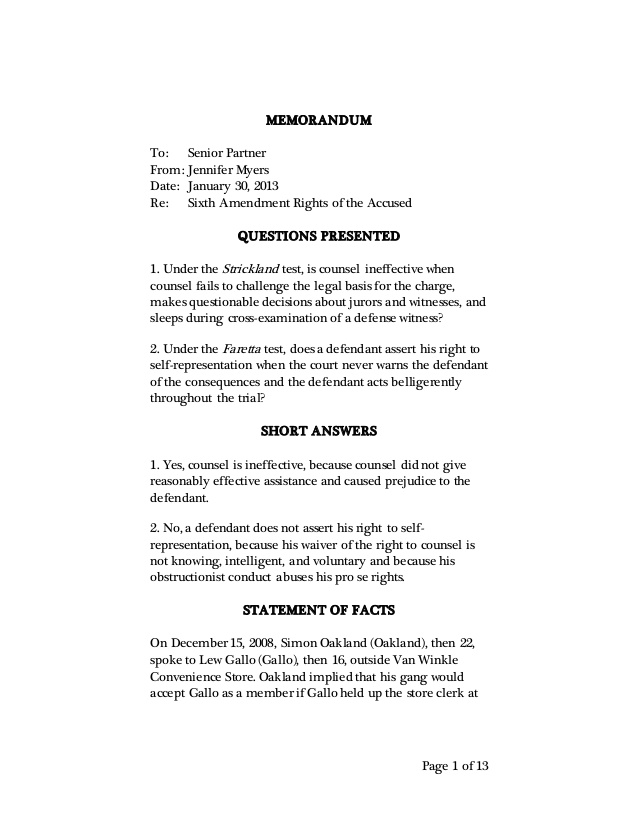 MEMORANDUM
To: Senior Partner
From: Jennifer Myers
Date: January 30, 2013
Re: Sixth Amendment Rights of the Accused
QUESTIONS PRESENTED
1. Under the Strickland test, is counsel ineffective when
counsel fails to challenge the legal basis for the charge,
makes questionable decisions about jurors and witnesses, and
sleeps during cross-examination of a defense witness?
2. Under the Faretta test, does a defendant assert his right to
self-representation when the court never warns the defendant
of the consequences and the defendant acts belligerently
throughout the trial?
SHORT ANSWERS
1. Yes, counsel is ineffective, because counsel did not give
reasonably effective assistance and caused prejudice to the
defendant.
2. No, a defendant does not assert his right to self-
representation, because his waiver of the right to counsel is
not knowing, intelligent, and voluntary and because his
obstructionist conduct abuses his pro se rights.
STATEMENT OF FACTS
On December 15, 2008, Simon Oakland (Oakland), then 22,
spoke to Lew Gallo (Gallo), then 16, outside Van Winkle
Convenience Store. Oakland implied that his gang would
accept Gallo as a member if Gallo held up the store clerk at
Page 1 of 13